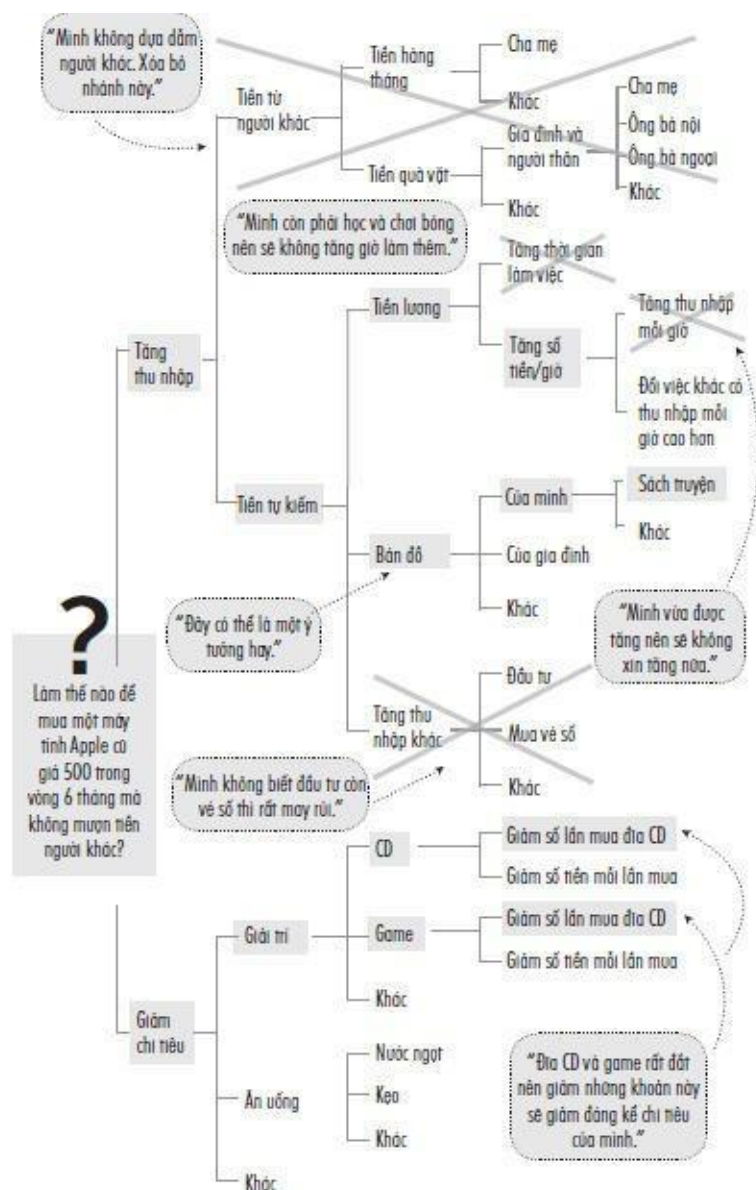 “Mình không dựa dẫm
người khác. Xóa bỏ
nhánh này.”
Tiền từ
người khác
Tiền hàng
tháng
Cha mẹ
Khác
Tiền quà vặt
Gia đình và
người thân
Khác
Cha mẹ
Ông bà nội
Ông bà ngoại
Khác
“Mình còn phải học và chơi bóng
nên sẽ không tăng giờ làm thêm.”
Tăng
thu nhập
Tiền tự kiếm
Tiền lương
Tăng thời gian
làm việc
Tăng số
tiền/giờ
Tăng thu nhập
mỗi giờ
Đổi việc khác có
thu nhập mỗi
giờ cao hơn
Bán đồ
Của mình
Sách truyện
Khác
Của gia đình
Khác
“Đây có thể là một ý
tưởng hay.”
“Mình vừa được
tăng nên sẽ không
xin tăng nữa.”
Tăng thu
nhập khác
Đầu tư
Mua vé số
Khác
“Mình không biết đầu tư còn
vé số thì rất may rủi.”
?
Làm thế nào để
mua một máy
tính Apple cũ
giá 500 trong
vòng 6 tháng mà
không mượn tiền
người khác?
Giảm
chi tiêu
Giải trí
CD
Giảm số lần mua đĩa CD
Giảm số tiền mỗi lần mua
Game
Giảm số lần mua đĩa CD
Giảm số tiền mỗi lần mua
Khác
Ăn uống
Nước ngọt
Kẹo
Khác
Khác
“Đĩa CD và game rất đắt
nên giảm những khoản này
sẽ giảm đáng kể chi tiêu
của mình.”